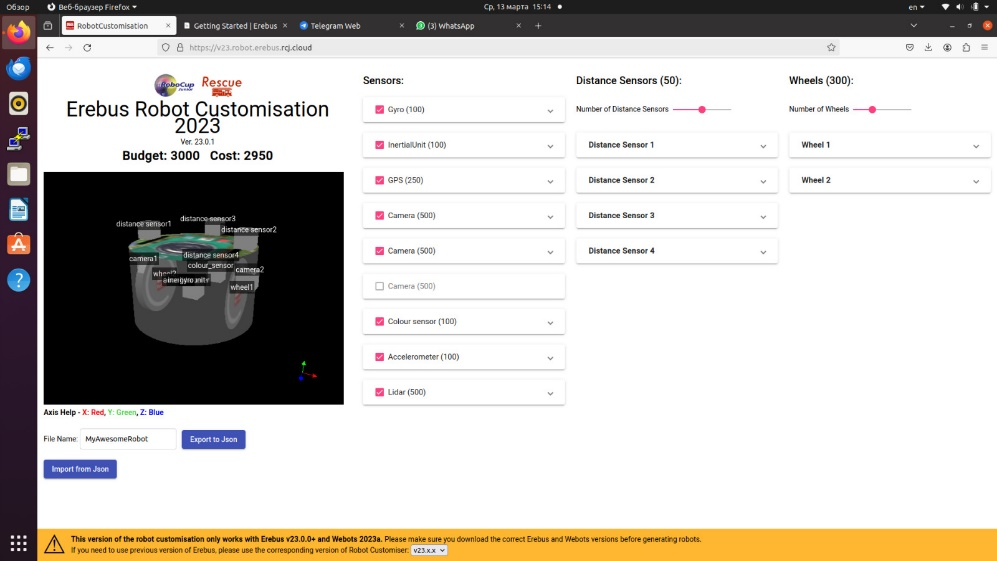 Обзор
Веб-браузер Firefox
Ср, 13 марта 15:14
en
RobotCustomisation
Getting Started | Erebus
Telegram Web
(3) WhatsApp
https://v23.robot.erebus.rcj.cloud
RoboCup
Junior
Rescue
Erebus Robot Customisation
2023
Ver. 23.0.1
Budget: 3000 Cost: 2950
distance sensor1
distance sensor3
distance sensor2
distance sensor4
camera1
colour_sensor
camera2
wheel2
wheel1
Axis Help - X: Red, Y: Green, Z: Blue
File Name: MyAwesomeRobot Export to Json
Import from Json
Sensors:
Gyro (100)
InertialUnit (100)
GPS (250)
Camera (500)
Camera (500)
Camera (500)
Colour sensor (100)
Accelerometer (100)
Lidar (500)
Distance Sensors (50):
Number of Distance Sensors
Distance Sensor 1
Distance Sensor 2
Distance Sensor 3
Distance Sensor 4
Wheels (300):
Number of Wheels
Wheel 1
Wheel 2
This version of the robot customisation only works with Erebus v23.0.0+ and Webots 2023a. Please make sure you download the correct Erebus and Webots versions before generating robots.
If you need to use previous version of Erebus, please use the corresponding version of Robot Customiser: v23.x.x